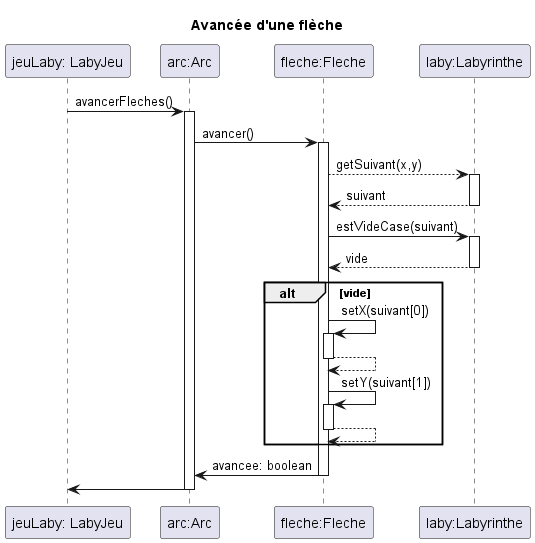 Avancée d'une flèche
jeuLaby: LabyJeu
arc:Arc
fleche:Fleche
laby:Labyrinthe
avancerFleches()
avancer()
getSuivant(x,y)
suivant
estVideCase(suivant)
vide
alt
[vide]
setX(suivant[0])
setY(suivant[1])
avancee: boolean
jeuLaby: LabyJeu
arc:Arc
fleche:Fleche
laby:Labyrinthe